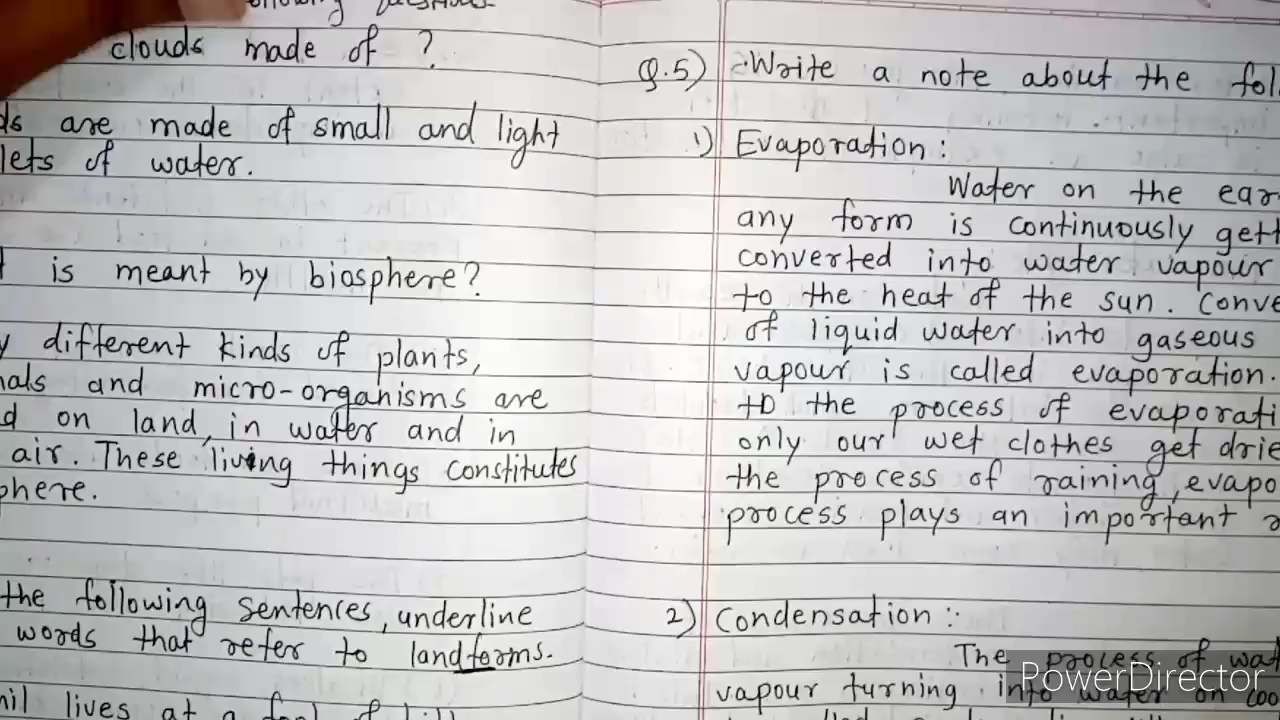 clouds made of ?
are made of small and light
of water.
is meant by biosphere?
different kinds of plants,
and micro-organisms are
on land, in water and in
air. These living things constitutes
the following sentences, underline
words that refer to landforms.
lives at a
Q.5) Write a note about the
1) Evaporation :
Water on the
any form is continuously
converted into water vapour
to the heat of the sun.
of liquid water into gaseous
vapour is called evaporation.
to the process of
only our wet clothes get
the process of raining,
process plays an important
2) Condensation :
The process of
vapour turning into water on
PowerDirector